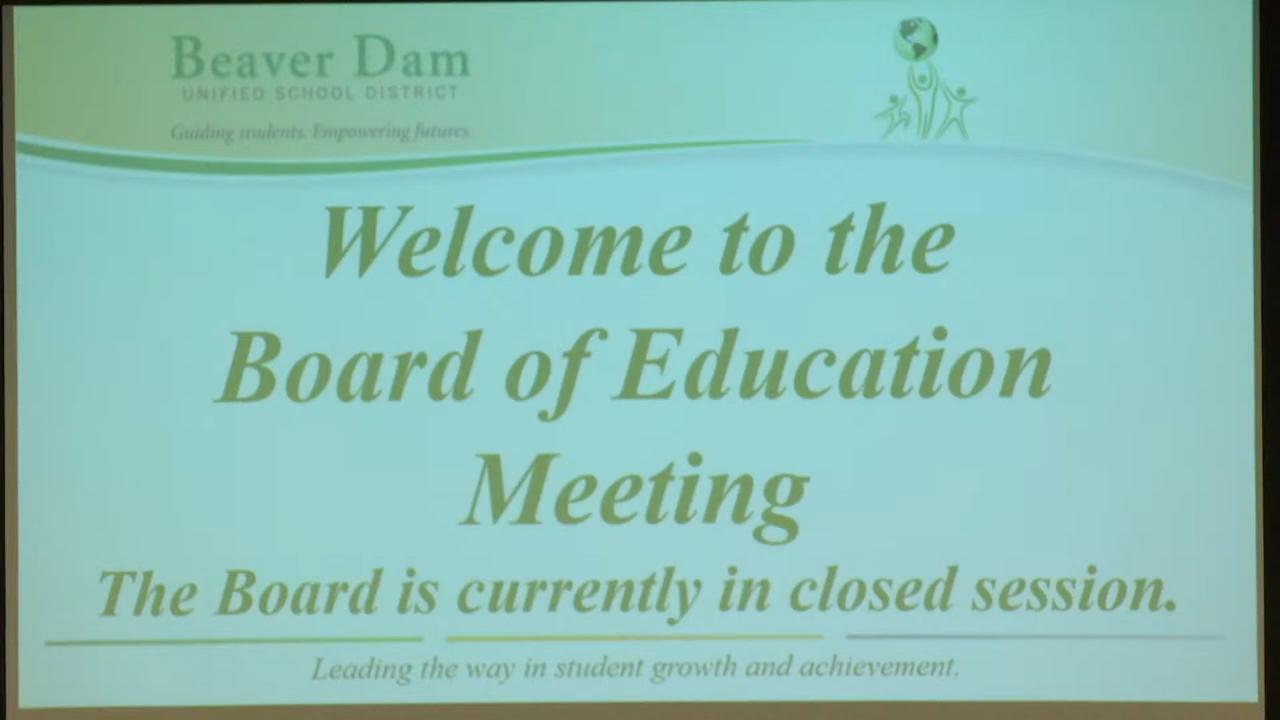 Beaver Dam
UNIFIED SCHOOL DISTRICT
Guiding students. Empowering futures.
Welcome to the
Board of Education
Meeting
The Board is currently in closed session.
Leading the way in student growth and achievement.